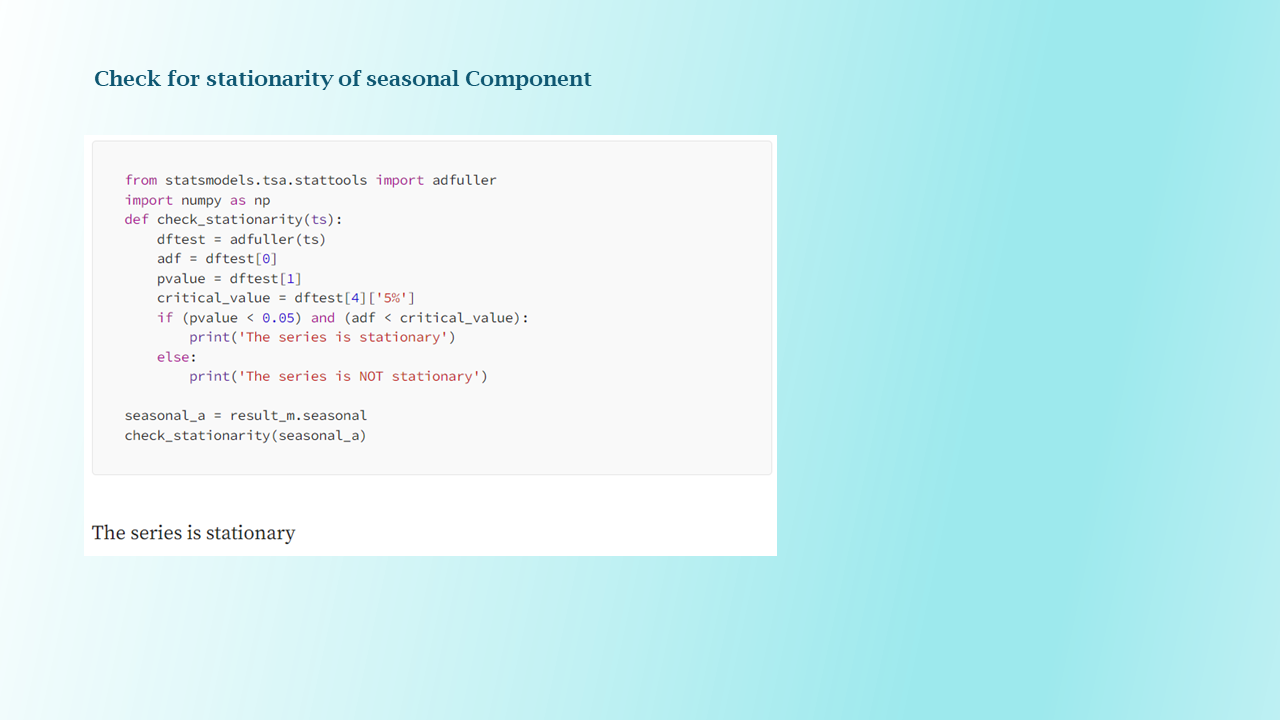 Check for stationarity of seasonal Component
from statsmodels.tsa.stattools import adfuller
import numpy as np
def check_stationarity(ts):
    dftest = adfuller(ts)
    adf = dftest[0]
    pvalue = dftest[1]
    critical_value = dftest[4]['5%']
    if (pvalue < 0.05) and (adf < critical_value):
        print('The series is stationary')
    else:
        print('The series is NOT stationary')
seasonal_a = result_m.seasonal
check_stationarity(seasonal_a)
The series is stationary